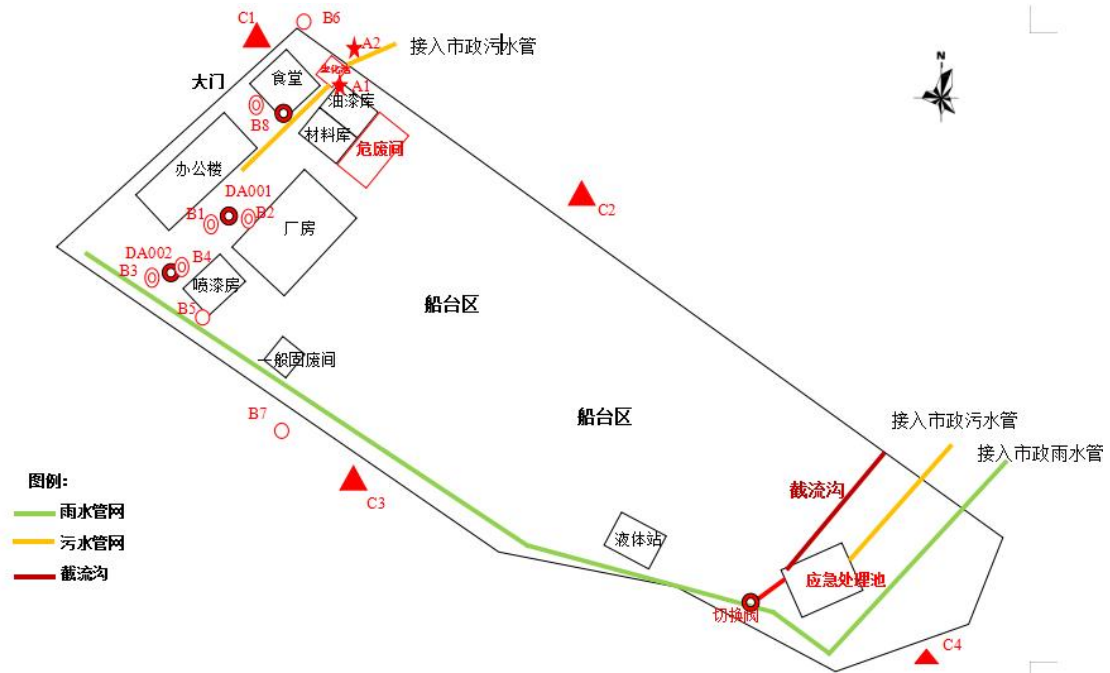 C1
B6
A2
接入市政污水管
N
大门
食堂
生化池
A1
油漆库
B8
材料库
危废间
办公楼
DA001
B1
B2
C2
厂房
DA002
B4
B3
喷漆房
B5
船台区
一般固废间
B7
船台区
接入市政污水管
接入市政雨水管
C3
截流沟
图例：
雨水管网
污水管网
截流沟
液体站
应急处理池
切换阀
C4